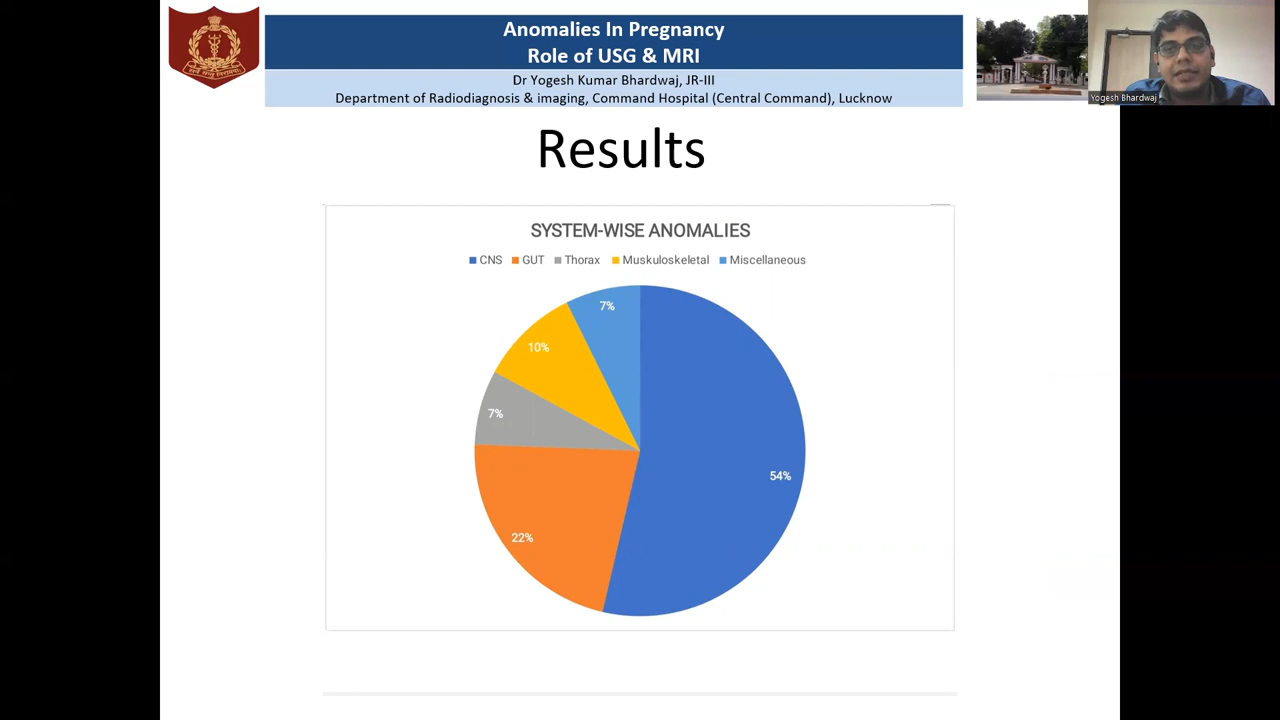 Anomalies In Pregnancy
Role of USG & MRI
Dr Yogesh Kumar Bhardwaj, JR-III
Department of Radiodiagnosis & imaging, Command Hospital (Central Command), Lucknow
Yogesh Bhardwaj
Results
SYSTEM-WISE ANOMALIES
CNS GUT Thorax Muskuloskeletal Miscellaneous
7%
10%
7%
54%
22%